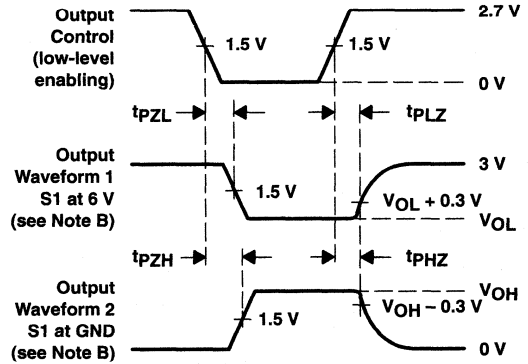 Output
Control
(low-level
enabling)
2.7 V
1.5 V
1.5 V
0 V
tPZL
tPLZ
Output
Waveform 1
S1 at 6 V
(see Note B)
3 V
1.5 V
VOL + 0.3 V
VOL
tPZH
tPHZ
Output
Waveform 2
S1 at GND
(see Note B)
VOH
1.5 V
VOH – 0.3 V
0 V